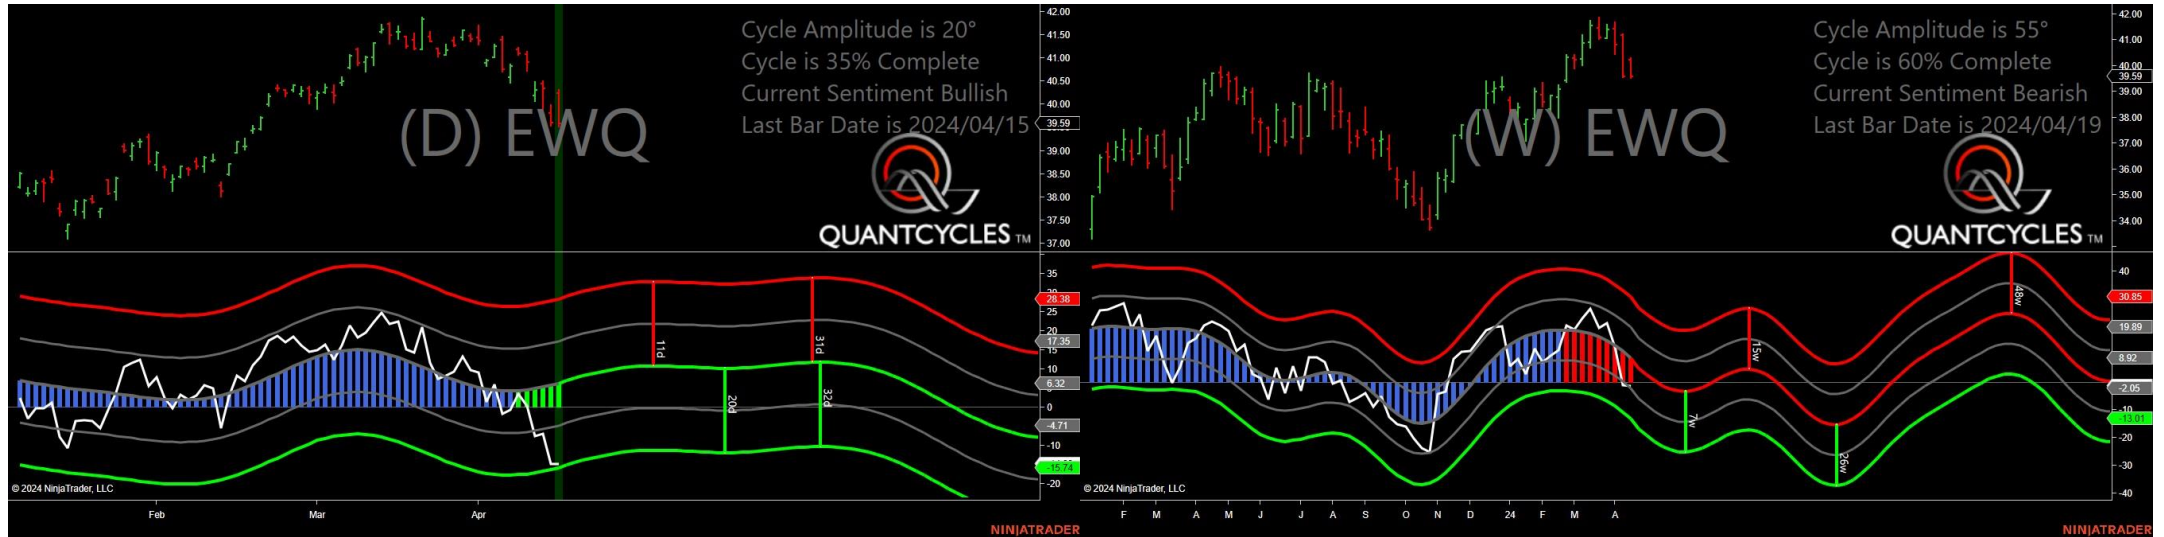 42.00
41.50
41.00
40.50
40.00
39.59
39.00
38.50
38.00
37.50
37.00
Cycle Amplitude is 20°
Cycle is 35% Complete
Current Sentiment Bullish
Last Bar Date is 2024/04/15
(D) EWQ
QUANTCYCLES TM
35
28.38
25
20
17.35
15
10
6.32
0
-4.71
-10
-15.74
-20
11d
31d
20d
32d
© 2024 NinjaTrader, LLC
Feb
Mar
Apr
NINJATRADER
42.00
41.00
40.00
39.59
39.00
38.00
37.00
36.00
35.00
34.00
Cycle Amplitude is 55°
Cycle is 60% Complete
Current Sentiment Bearish
Last Bar Date is 2024/04/19
(W) EWQ
QUANTCYCLES TM
40
30.85
19.89
8.92
-2.05
-10
-13.01
-20
-30
-40
7w
15w
26w
48w
© 2024 NinjaTrader, LLC
F
M
A
M
J
J
A
S
O
N
D
24
F
M
A
NINJATRADER